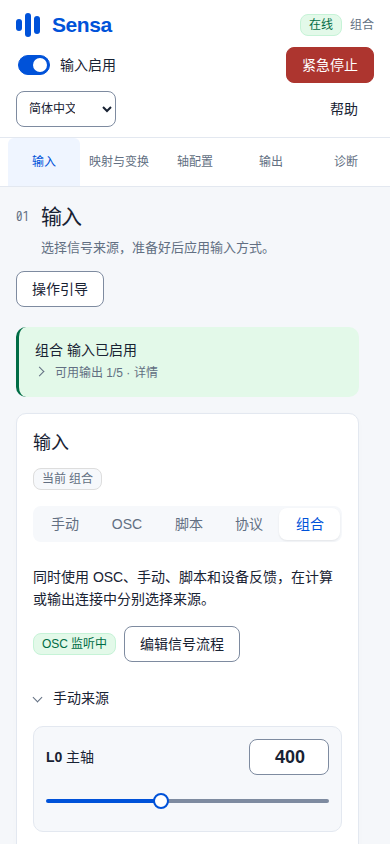 Sensa
在线 组合
输入启用
紧急停止
简体中文
帮助
输入 映射与变换 轴配置 输出 诊断
01 输入
选择信号来源，准备好后应用输入方式。
操作引导
组合 输入已启用
可用输出 1/5 · 详情
输入
当前 组合
手动 OSC 脚本 协议 组合
同时使用 OSC、手动、脚本和设备反馈，在计算
或输出连接中分别选择来源。
OSC 监听中 编辑信号流程
手动来源
L0 主轴 400